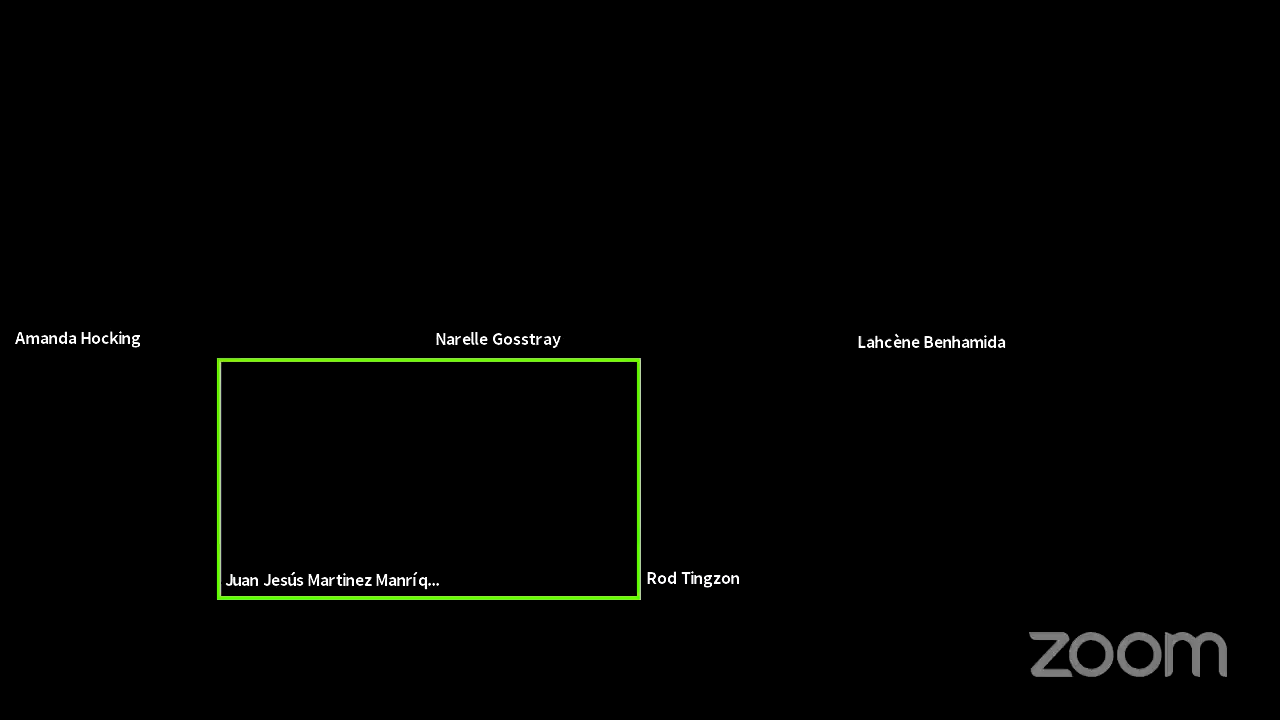 Amanda Hocking
Narelle Gosstray
Lahcène Benhamida
Juan Jesús Martinez Manríq...
Rod Tingzon
zoom